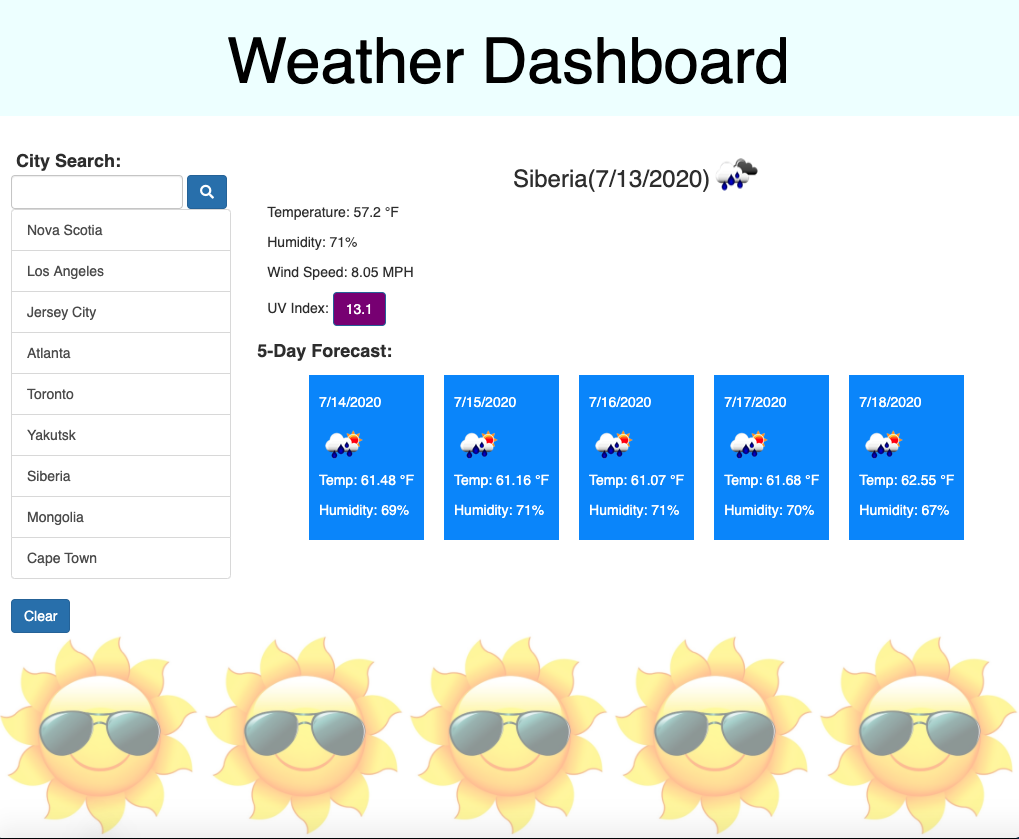 Weather Dashboard
City Search:
Nova Scotia
Los Angeles
Jersey City
Atlanta
Toronto
Yakutsk
Siberia
Mongolia
Cape Town
Clear
Siberia(7/13/2020)
Temperature: 57.2 °F
Humidity: 71%
Wind Speed: 8.05 MPH
UV Index: 13.1
5-Day Forecast:
7/14/2020
Temp: 61.48 °F
Humidity: 69%
7/15/2020
Temp: 61.16 °F
Humidity: 71%
7/16/2020
Temp: 61.07 °F
Humidity: 71%
7/17/2020
Temp: 61.68 °F
Humidity: 70%
7/18/2020
Temp: 62.55 °F
Humidity: 67%